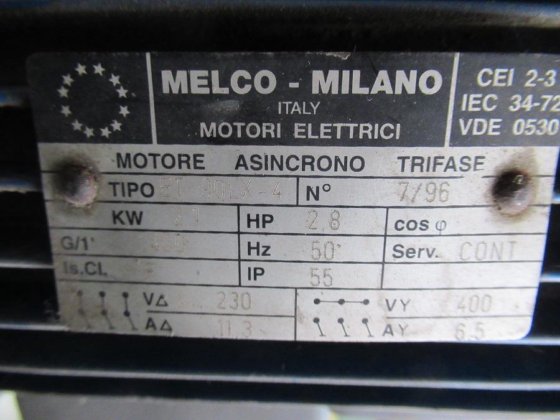 MELCO - MILANO
ITALY
MOTORI ELETTRICI
CEI 2-3
IEC 34-72
VDE 0530
MOTORE ASINCRONO TRIFASE
TIPO N° 7/96
KW HP 2,8 cos φ
G/1' Hz 50 Serv. CONT
Is.CL. IP 55
V∆ 230 VY 400
A∆ 11.3 AY 6.5